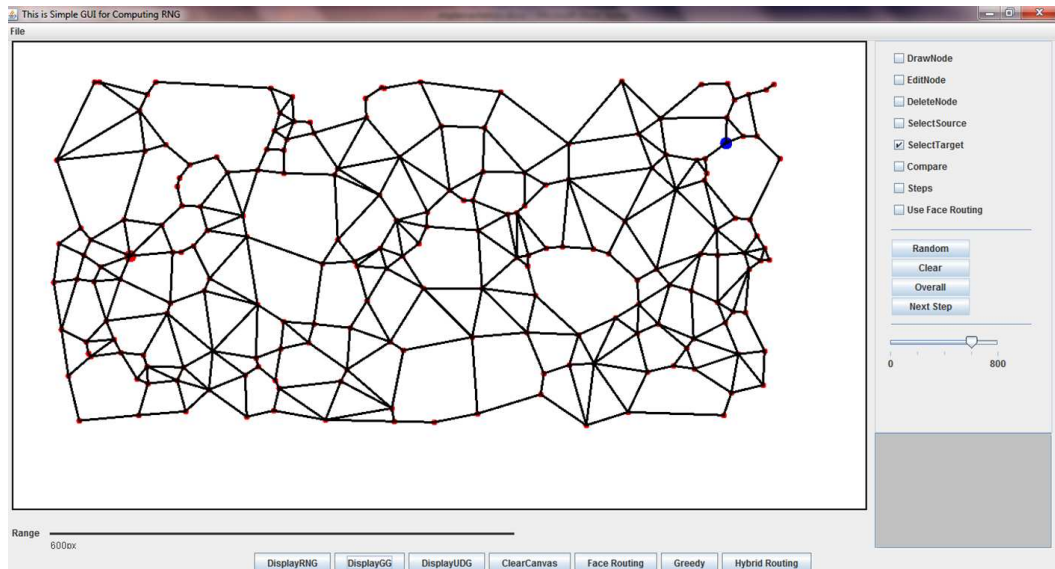 This is Simple GUI for Computing RNG
File
DrawNode
EditNode
DeleteNode
SelectSource
SelectTarget
Compare
Steps
Use Face Routing
Random
Clear
Overall
Next Step
0 800
Range
600px
DisplayRNG DisplayGG DisplayUDG ClearCanvas Face Routing Greedy Hybrid Routing